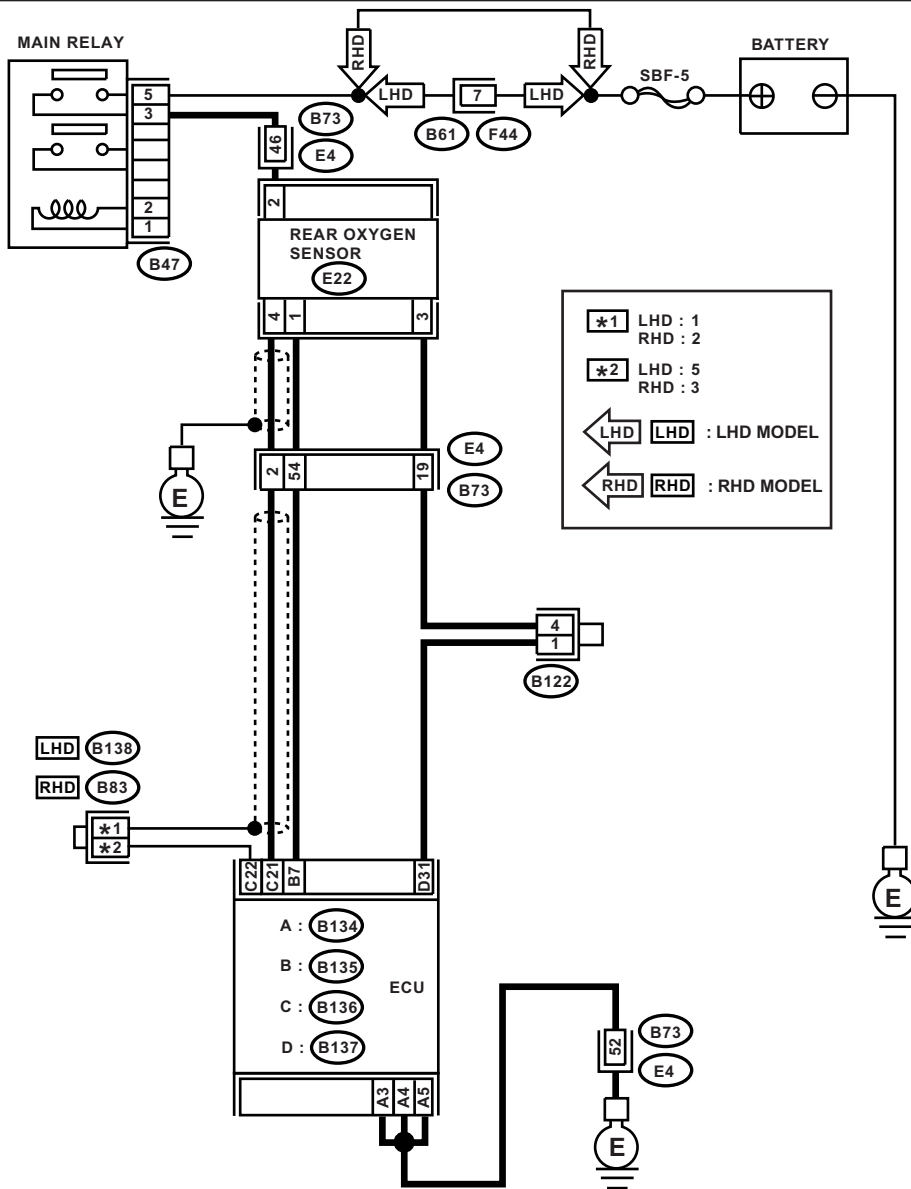 MAIN RELAY
BATTERY
SBF-5
RHD
RHD
LHD
7
LHD
5
3
2
1
46
B73
E4
B61
F44
B47
2
REAR OXYGEN
SENSOR
E22
4
1
3
*1 LHD : 1
RHD : 2
*2 LHD : 5
RHD : 3
LHD LHD : LHD MODEL
RHD RHD : RHD MODEL
E
2
54
19
E4
B73
4
1
B122
LHD B138
RHD B83
*1
*2
C22
C21
B7
D31
A : B134
B : B135
C : B136
D : B137
ECU
E
A3
A4
A5
52
B73
E4
E